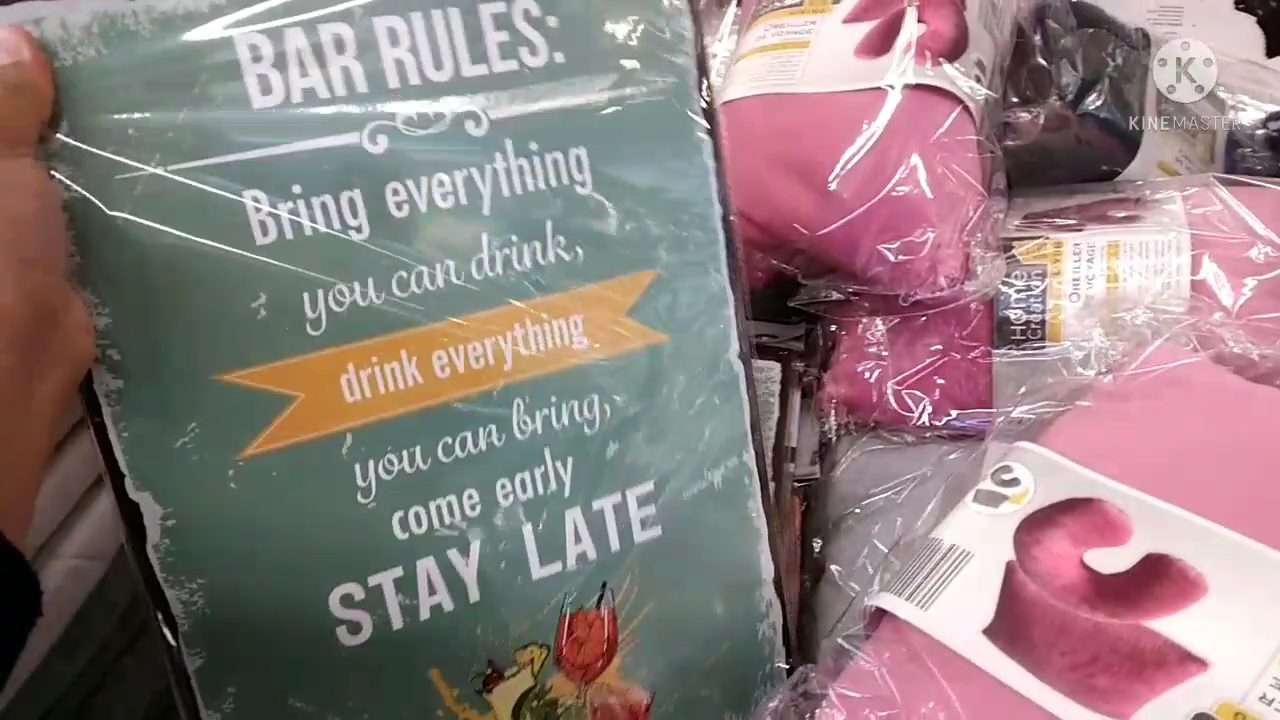 BAR RULES:
Bring everything
you can drink,
drink everything
you can bring,
come early
STAY LATE
OREILLER
DE VOYAGE
Home
creation
OREILLER
VOYAGE
K
KINEMASTER